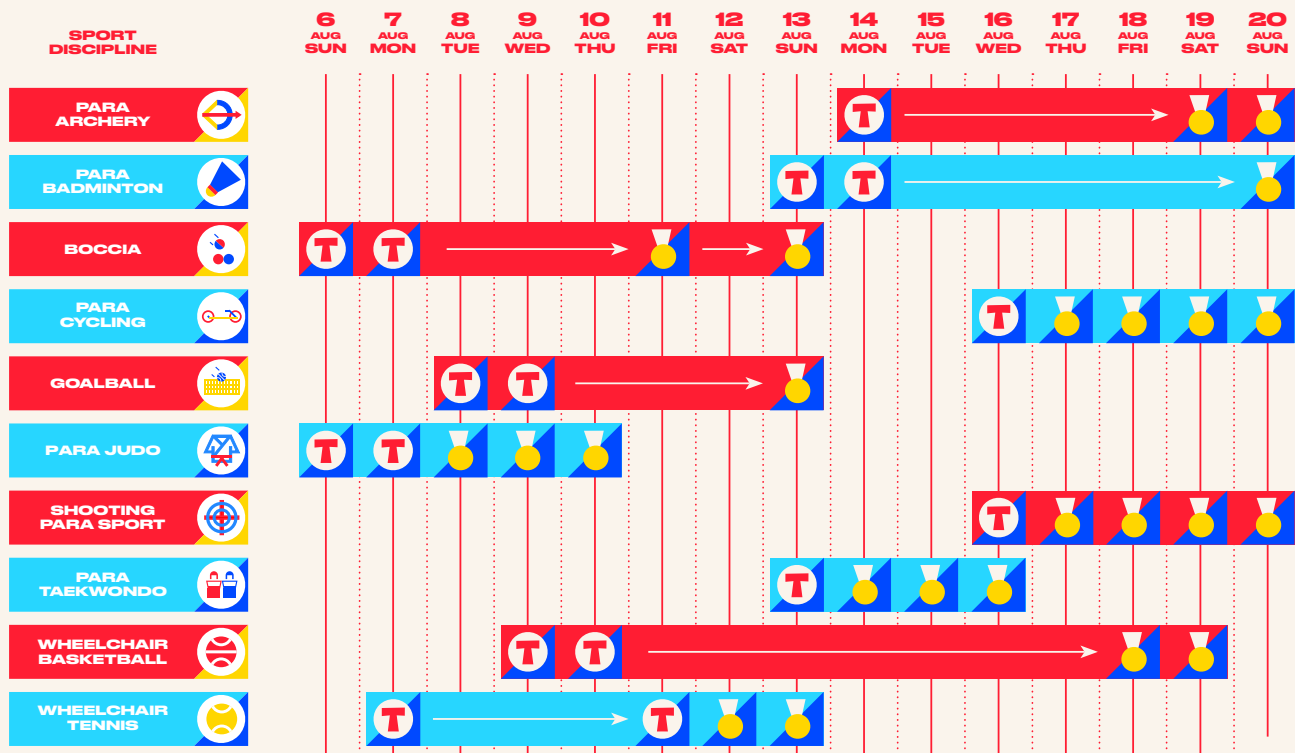 SPORT
DISCIPLINE
6 7 8 9 10 11 12 13 14 15 16 17 18 19 20
AUG AUG AUG AUG AUG AUG AUG AUG AUG AUG AUG AUG AUG AUG AUG
SUN MON TUE WED THU FRI SAT SUN MON TUE WED THU FRI SAT SUN
PARA
ARCHERY
T
PARA
BADMINTON
T T
BOCCIA
T T
PARA
CYCLING
T
GOALBALL
T T
PARA JUDO
T T
SHOOTING
PARA SPORT
T
PARA
TAEKWONDO
T
WHEELCHAIR
BASKETBALL
T T
WHEELCHAIR
TENNIS
T T